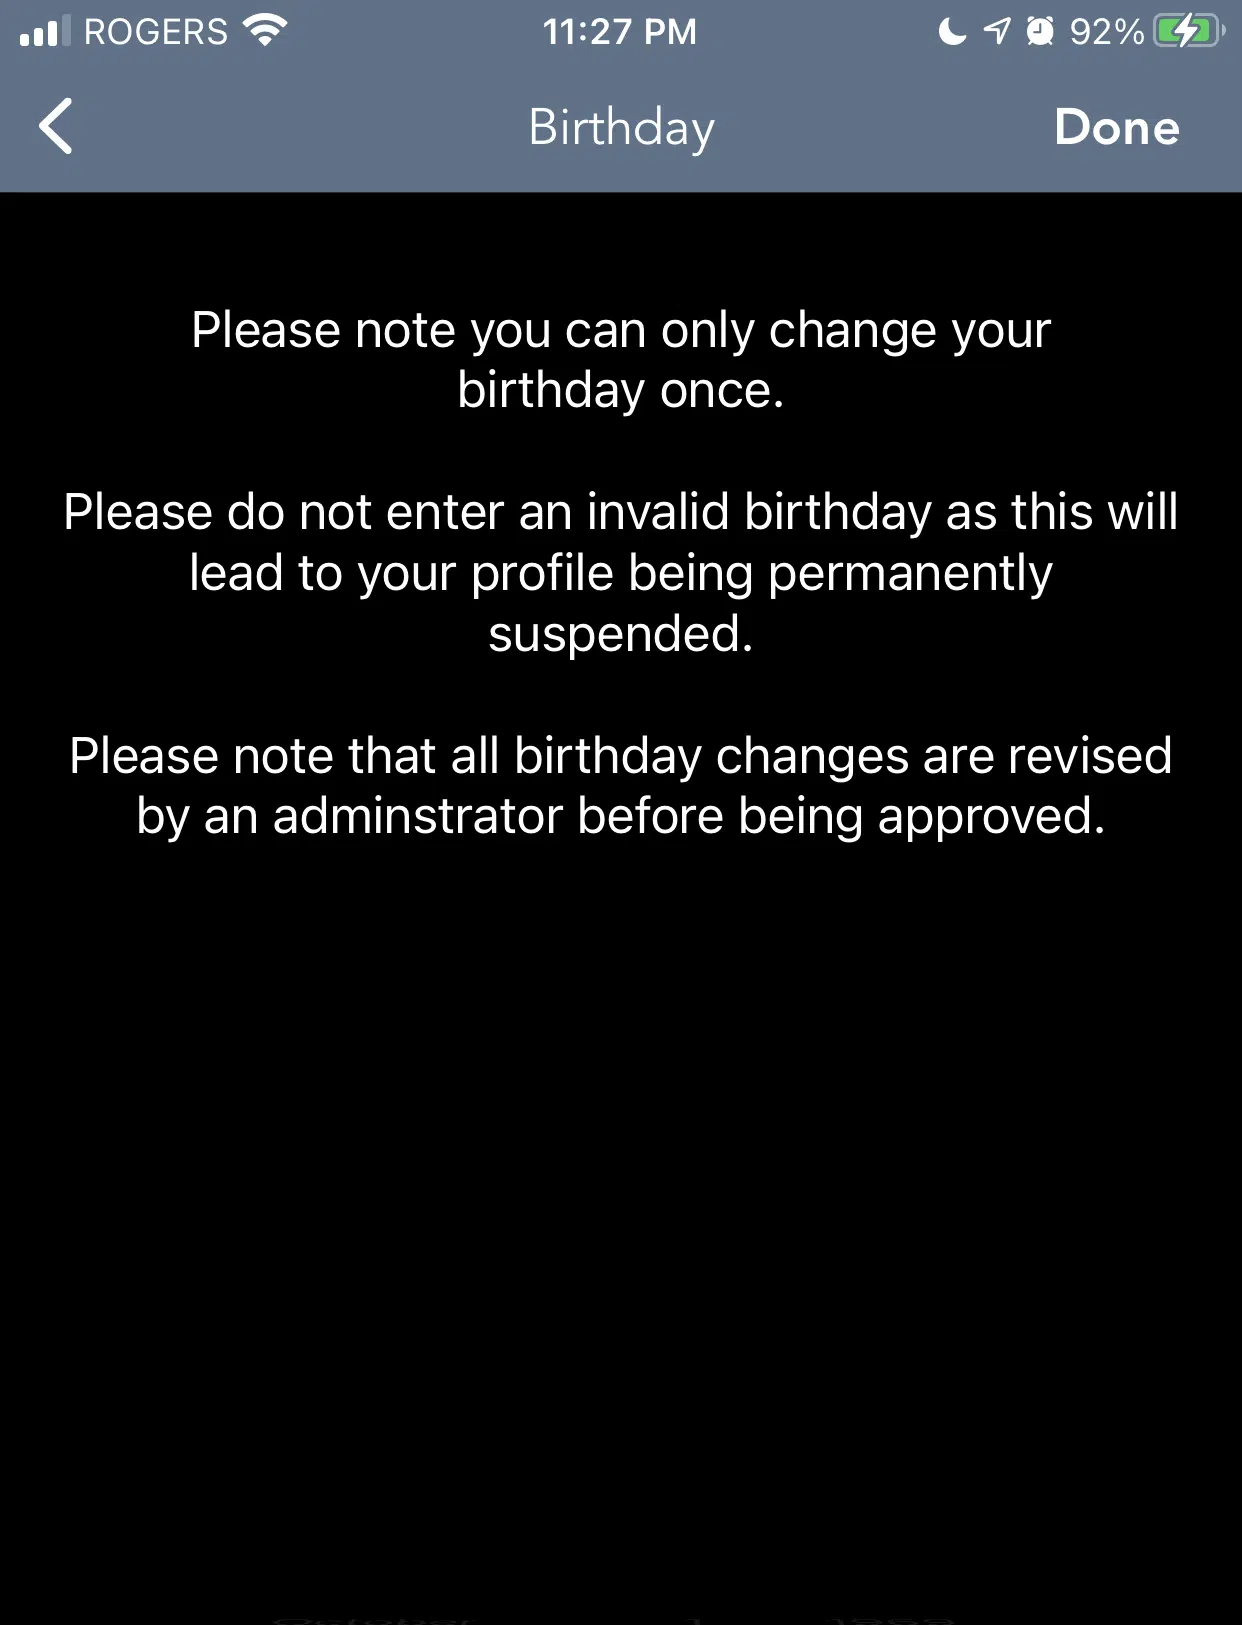 ROGERS 11:27 PM 92%
Birthday Done
Please note you can only change your
birthday once.
Please do not enter an invalid birthday as this will
lead to your profile being permanently
suspended.
Please note that all birthday changes are revised
by an adminstrator before being approved.